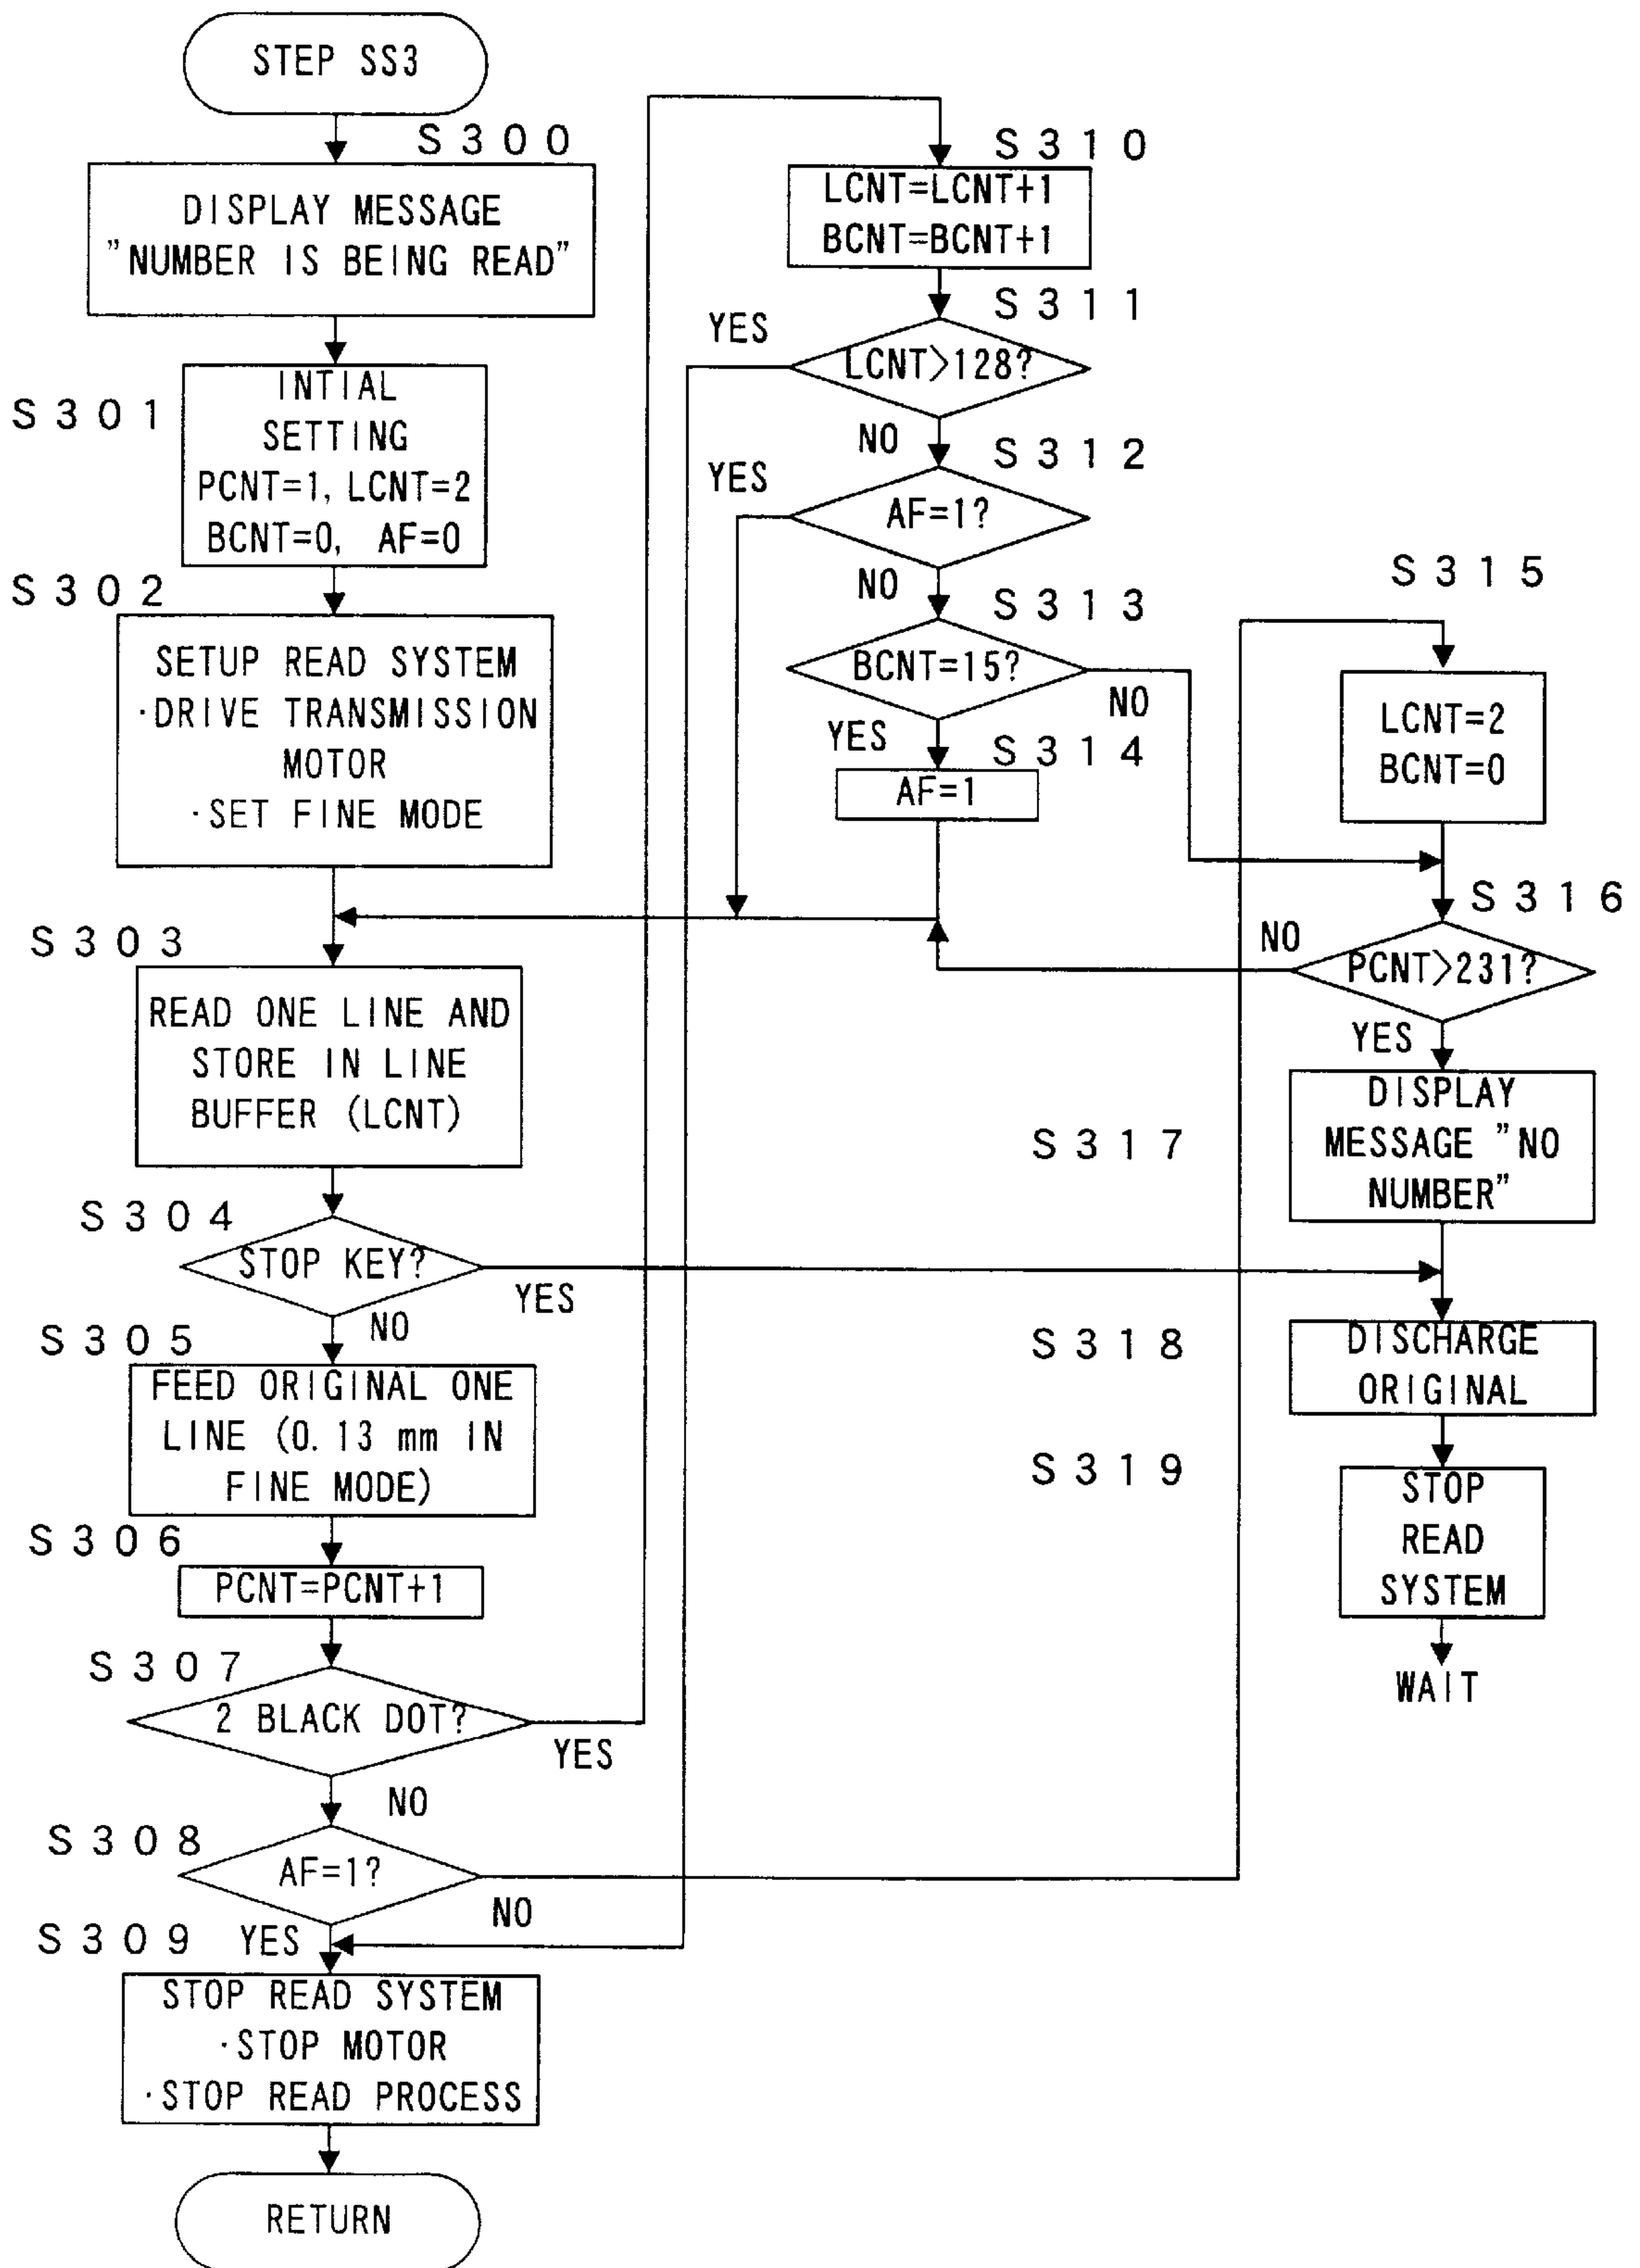 STEP SS3
S300
DISPLAY MESSAGE
"NUMBER IS BEING READ"
S301
INTIAL
SETTING
PCNT=1, LCNT=2
BCNT=0, AF=0
S302
SETUP READ SYSTEM
·DRIVE TRANSMISSION
MOTOR
·SET FINE MODE
S303
READ ONE LINE AND
STORE IN LINE
BUFFER (LCNT)
S304
STOP KEY?
YES
NO
S305
FEED ORIGINAL ONE
LINE (0.13 mm IN
FINE MODE)
S306
PCNT=PCNT+1
S307
2 BLACK DOT?
YES
NO
S308
AF=1?
NO
S309
YES
STOP READ SYSTEM
·STOP MOTOR
·STOP READ PROCESS
RETURN
S310
LCNT=LCNT+1
BCNT=BCNT+1
S311
YES
LCNT>128?
NO
S312
YES
AF=1?
NO
S313
BCNT=15?
NO
YES
S314
AF=1
S315
LCNT=2
BCNT=0
S316
NO
PCNT>231?
YES
S317
DISPLAY
MESSAGE "NO
NUMBER"
S318
DISCHARGE
ORIGINAL
S319
STOP
READ
SYSTEM
WAIT